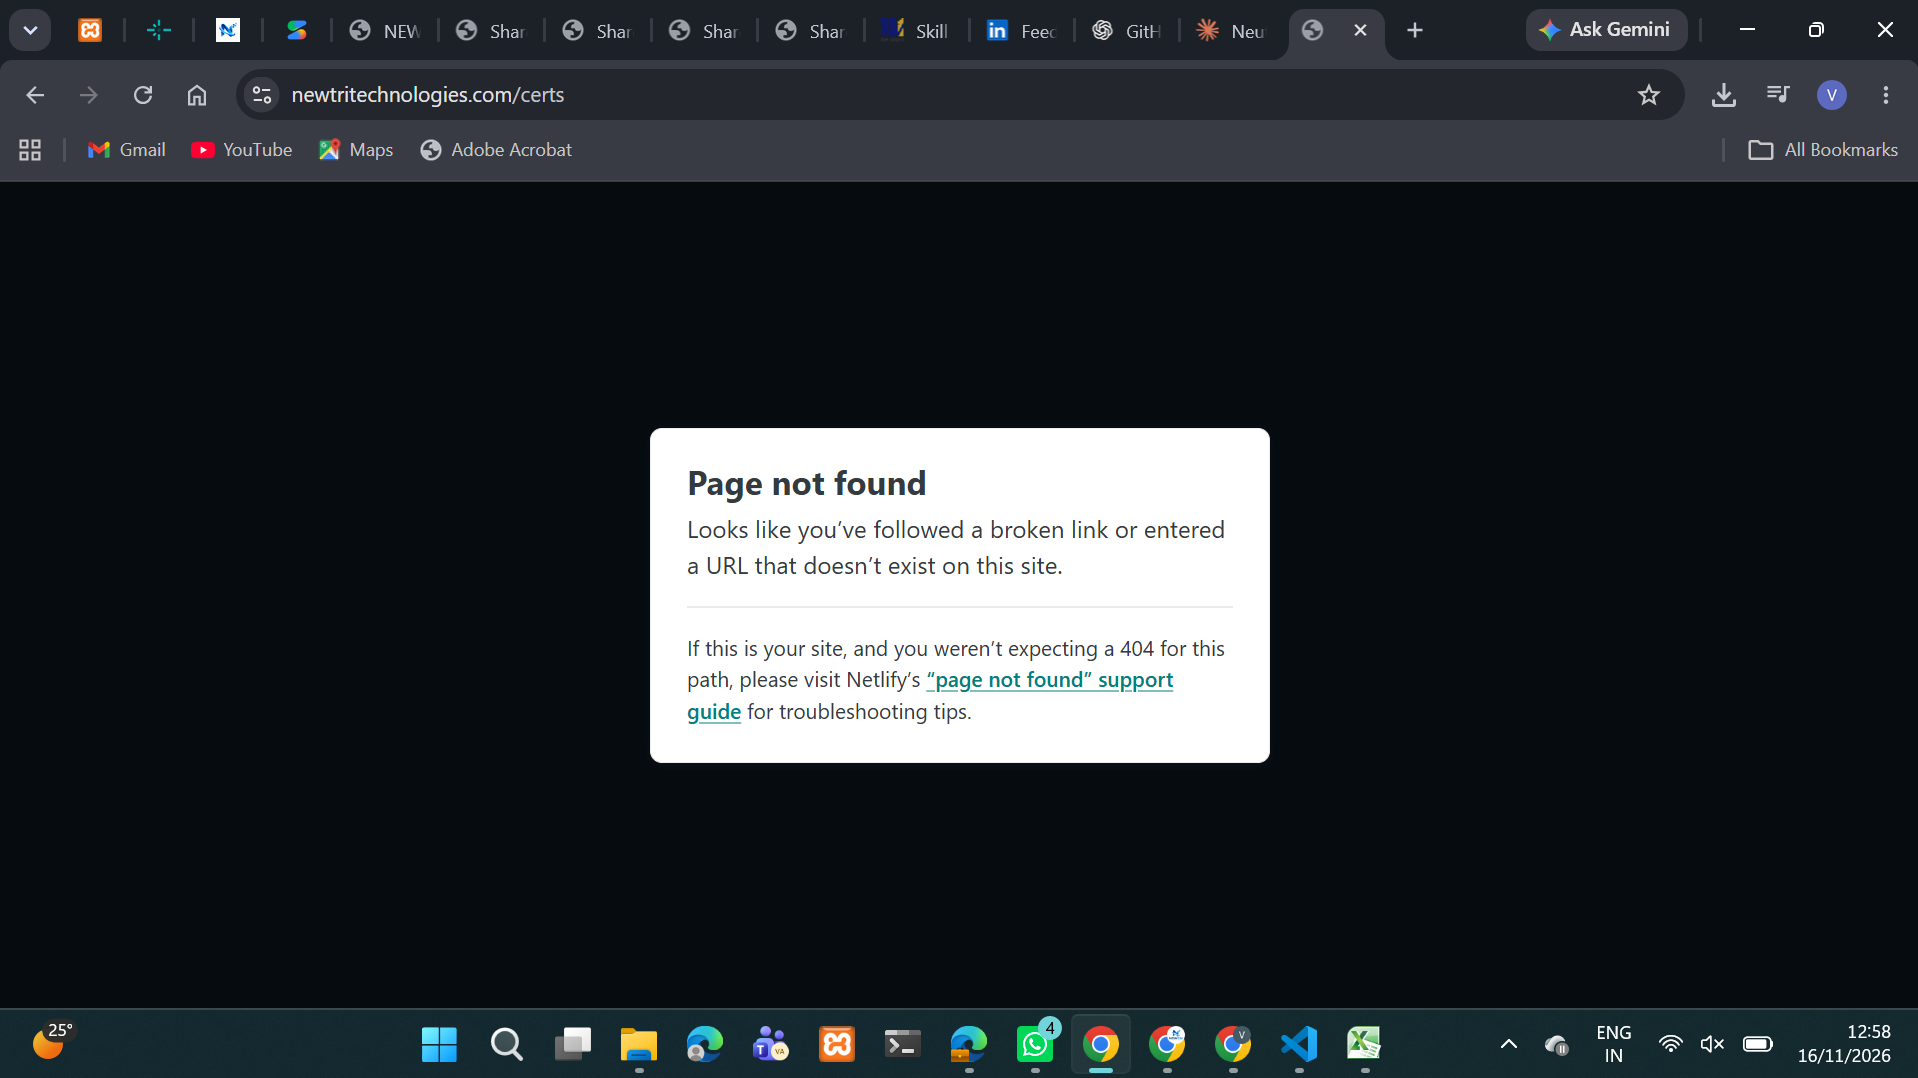 NEW
Shar
Shar
Shar
Shar
Skill
Feed
GitH
Neu
Ask Gemini
newtritechnologies.com/certs
V
Gmail
YouTube
Maps
Adobe Acrobat
All Bookmarks
Page not found
Looks like you’ve followed a broken link or entered
a URL that doesn’t exist on this site.
If this is your site, and you weren’t expecting a 404 for this
path, please visit Netlify’s “page not found” support
guide for troubleshooting tips.
25°
4
V
ENG
IN
12:58
16/11/2026